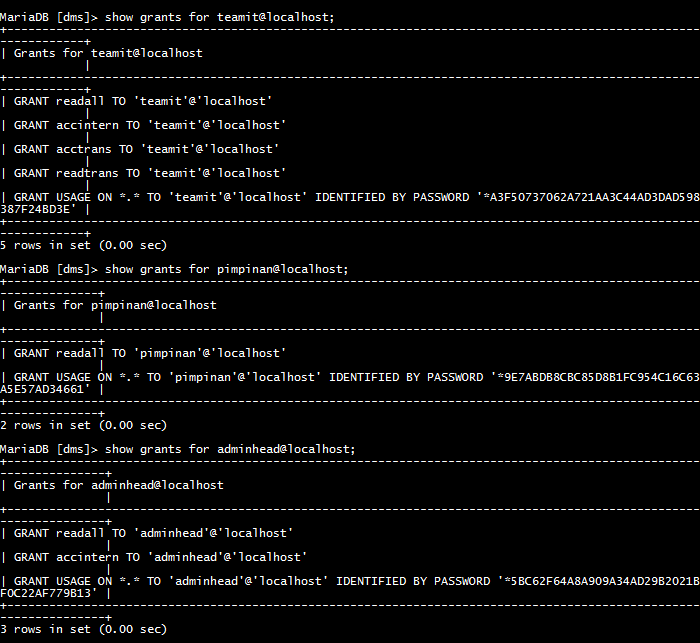 MariaDB [dms]> show grants for teamit@localhost;
+----------------------------------------------------------------------------------------------------
------------+
| Grants for teamit@localhost
            |
+----------------------------------------------------------------------------------------------------
------------+
| GRANT readall TO 'teamit'@'localhost'
            |
| GRANT accintern TO 'teamit'@'localhost'
            |
| GRANT acctrans TO 'teamit'@'localhost'
            |
| GRANT readtrans TO 'teamit'@'localhost'
            |
| GRANT USAGE ON *.* TO 'teamit'@'localhost' IDENTIFIED BY PASSWORD '*A3F50737062A721AA3C44AD3DAD598
387F24BD3E' |
+----------------------------------------------------------------------------------------------------
------------+
5 rows in set (0.00 sec)
MariaDB [dms]> show grants for pimpinan@localhost;
+----------------------------------------------------------------------------------------------------
--------------+
| Grants for pimpinan@localhost
              |
+----------------------------------------------------------------------------------------------------
--------------+
| GRANT readall TO 'pimpinan'@'localhost'
              |
| GRANT USAGE ON *.* TO 'pimpinan'@'localhost' IDENTIFIED BY PASSWORD '*9E7ABDB8CBC85D8B1FC954C16C63
A5E57AD34661' |
+----------------------------------------------------------------------------------------------------
--------------+
2 rows in set (0.00 sec)
MariaDB [dms]> show grants for adminhead@localhost;
+----------------------------------------------------------------------------------------------------
---------------+
| Grants for adminhead@localhost
               |
+----------------------------------------------------------------------------------------------------
---------------+
| GRANT readall TO 'adminhead'@'localhost'
               |
| GRANT accintern TO 'adminhead'@'localhost'
               |
| GRANT USAGE ON *.* TO 'adminhead'@'localhost' IDENTIFIED BY PASSWORD '*5BC62F64A8A909A34AD29B2021B
F0C22AF779B13' |
+----------------------------------------------------------------------------------------------------
---------------+
3 rows in set (0.00 sec)